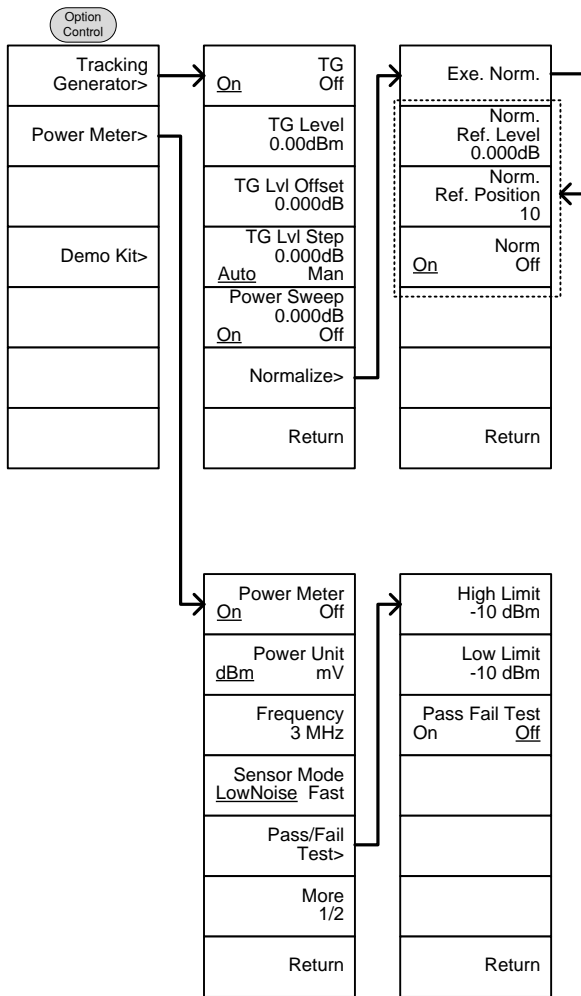 Option
Control
Tracking
Generator>
Power Meter>
Demo Kit>
TG
On Off
TG Level
0.00dBm
TG Lvl Offset
0.000dB
TG Lvl Step
0.000dB
Auto Man
Power Sweep
0.000dB
On Off
Normalize>
Return
Exe. Norm.
Norm.
Ref. Level
0.000dB
Norm.
Ref. Position
10
Norm
On Off
Return
Power Meter
On Off
Power Unit
dBm mV
Frequency
3 MHz
Sensor Mode
LowNoise Fast
Pass/Fail
Test>
More
1/2
Return
High Limit
-10 dBm
Low Limit
-10 dBm
Pass Fail Test
On Off
Return